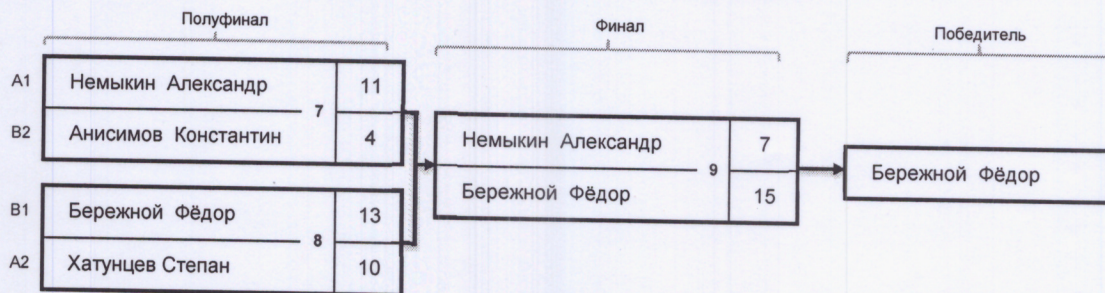 Полуфинал
Финал
Победитель
A1 Немыкин Александр 11
7
B2 Анисимов Константин 4
B1 Бережной Фёдор 13
8
A2 Хатунцев Степан 10
Немыкин Александр 7
9
Бережной Фёдор 15
Бережной Фёдор